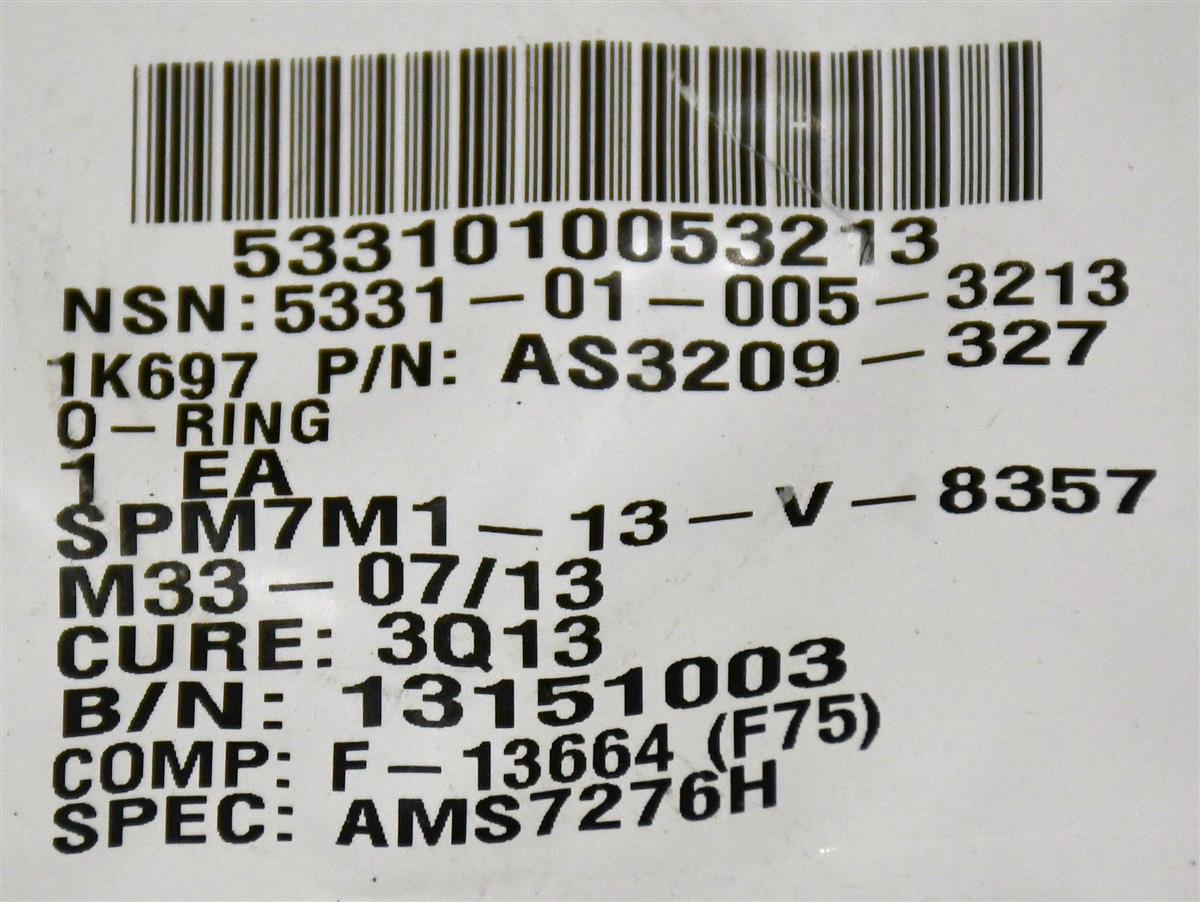 5331010053213
NSN: 5331-01-005-3213
1K697 P/N: AS3209-327
O-RING
1 EA
SPM7M1-13-V-8357
M33-07/13
CURE: 3Q13
B/N: 13151003
COMP: F-13664 (F75)
SPEC: AMS7276H